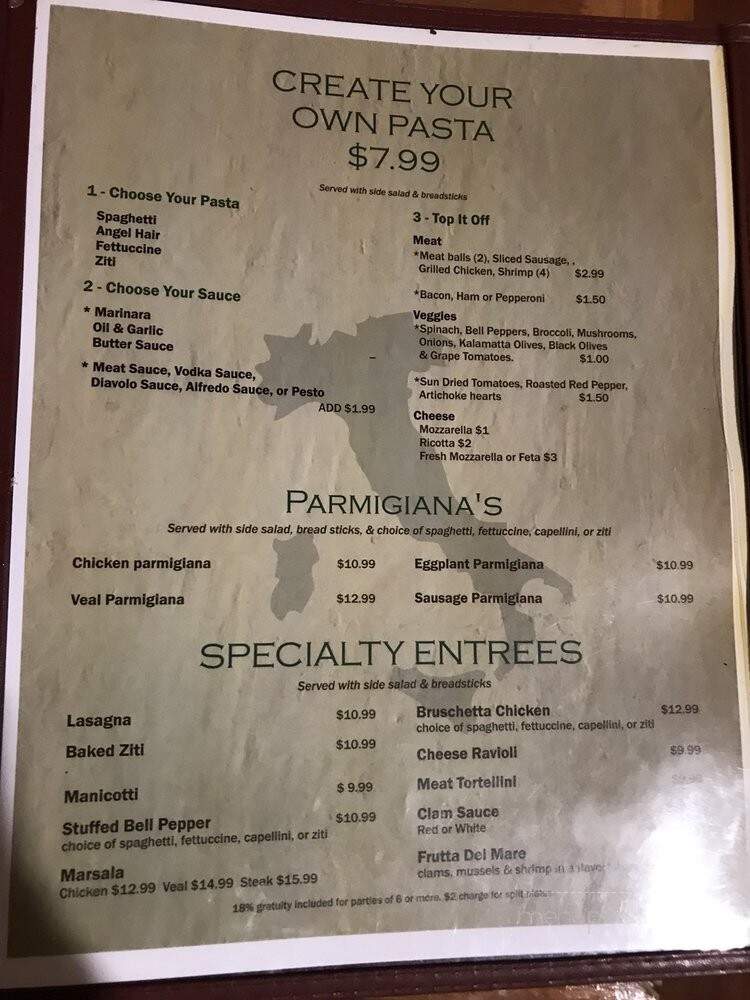 CREATE YOUR
OWN PASTA
$7.99
Served with side salad & breadsticks
1 - Choose Your Pasta
Spaghetti
Angel Hair
Fettuccine
Ziti
2 - Choose Your Sauce
* Marinara
Oil & Garlic
Butter Sauce
* Meat Sauce, Vodka Sauce,
Diavolo Sauce, Alfredo Sauce, or Pesto
ADD $1.99
3 - Top It Off
Meat
*Meat balls (2), Sliced Sausage, ,
Grilled Chicken, Shrimp (4) $2.99
*Bacon, Ham or Pepperoni $1.50
Veggies
*Spinach, Bell Peppers, Broccoli, Mushrooms,
Onions, Kalamatta Olives, Black Olives
& Grape Tomatoes. $1.00
*Sun Dried Tomatoes, Roasted Red Pepper,
Artichoke hearts $1.50
Cheese
Mozzarella $1
Ricotta $2
Fresh Mozzarella or Feta $3
PARMIGIANA'S
Served with side salad, bread sticks, & choice of spaghetti, fettuccine, capellini, or ziti
Chicken parmigiana $10.99
Veal Parmigiana $12.99
Eggplant Parmigiana $10.99
Sausage Parmigiana $10.99
SPECIALTY ENTREES
Served with side salad & breadsticks
Lasagna $10.99
Baked Ziti $10.99
Manicotti $ 9.99
Stuffed Bell Pepper $10.99
choice of spaghetti, fettuccine, capellini, or ziti
Marsala
Chicken $12.99 Veal $14.99 Steak $15.99
Bruschetta Chicken $12.99
choice of spaghetti, fettuccine, capellini, or ziti
Cheese Ravioli $9.99
Meat Tortellini
Clam Sauce
Red or White
Frutta Del Mare
clams, mussels & shrimp in a
18% gratuity included for parties of 6 or more. $2 charge for split plates